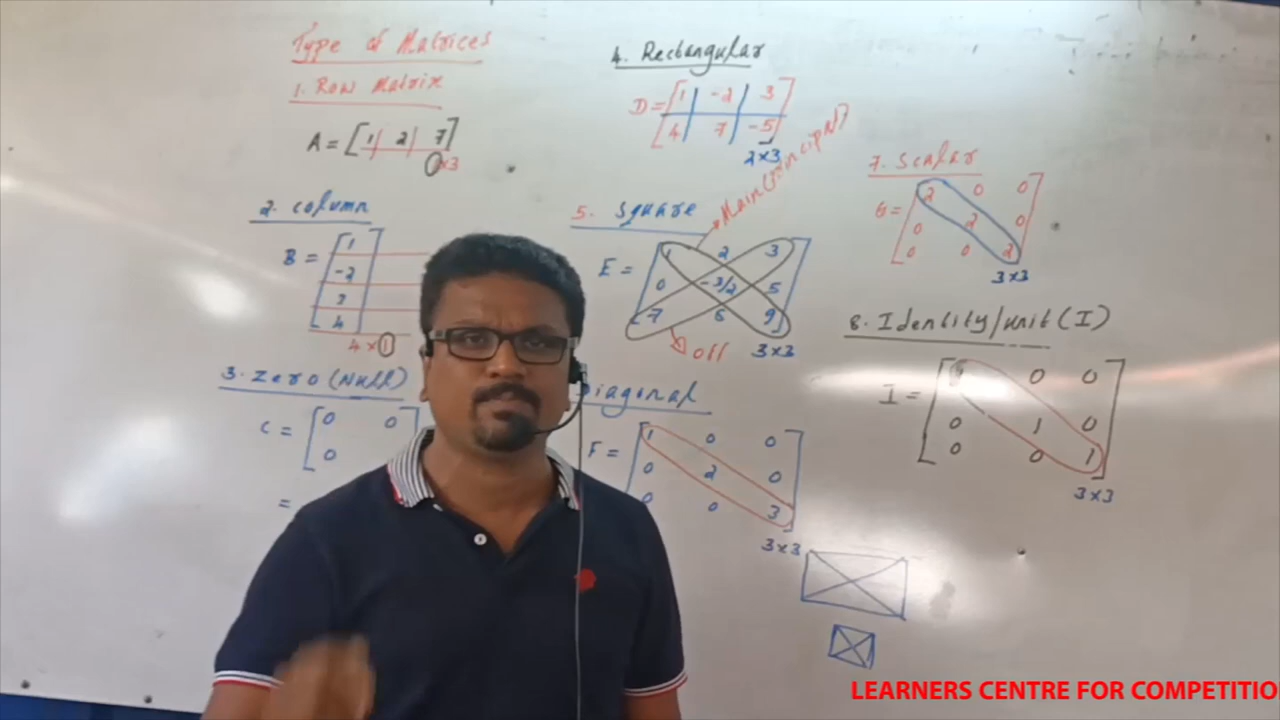 Type of Matrices
1. Row Matrix
A = [1 2 7]
1×3
2. column
B = [1
-2
3
4]
4×1
3. Zero (Null)
C = [0 0
0
=
4. Rectangular
D = [1 -2 3
4 7 -5]
2×3
5. Square
Main (principal)
E = [1 2 3
0 -3/2 5
7 6 9]
off
3×3
Diagonal
F = [1 0 0
0 2 0
0 0 3]
3×3
7. Scalar
G = [2 0 0
0 2 0
0 0 2]
3×3
8. Identity/unit (I)
I = [ 0 0
0 1 0
0 0 1]
3×3
LEARNERS CENTRE FOR COMPETITIO